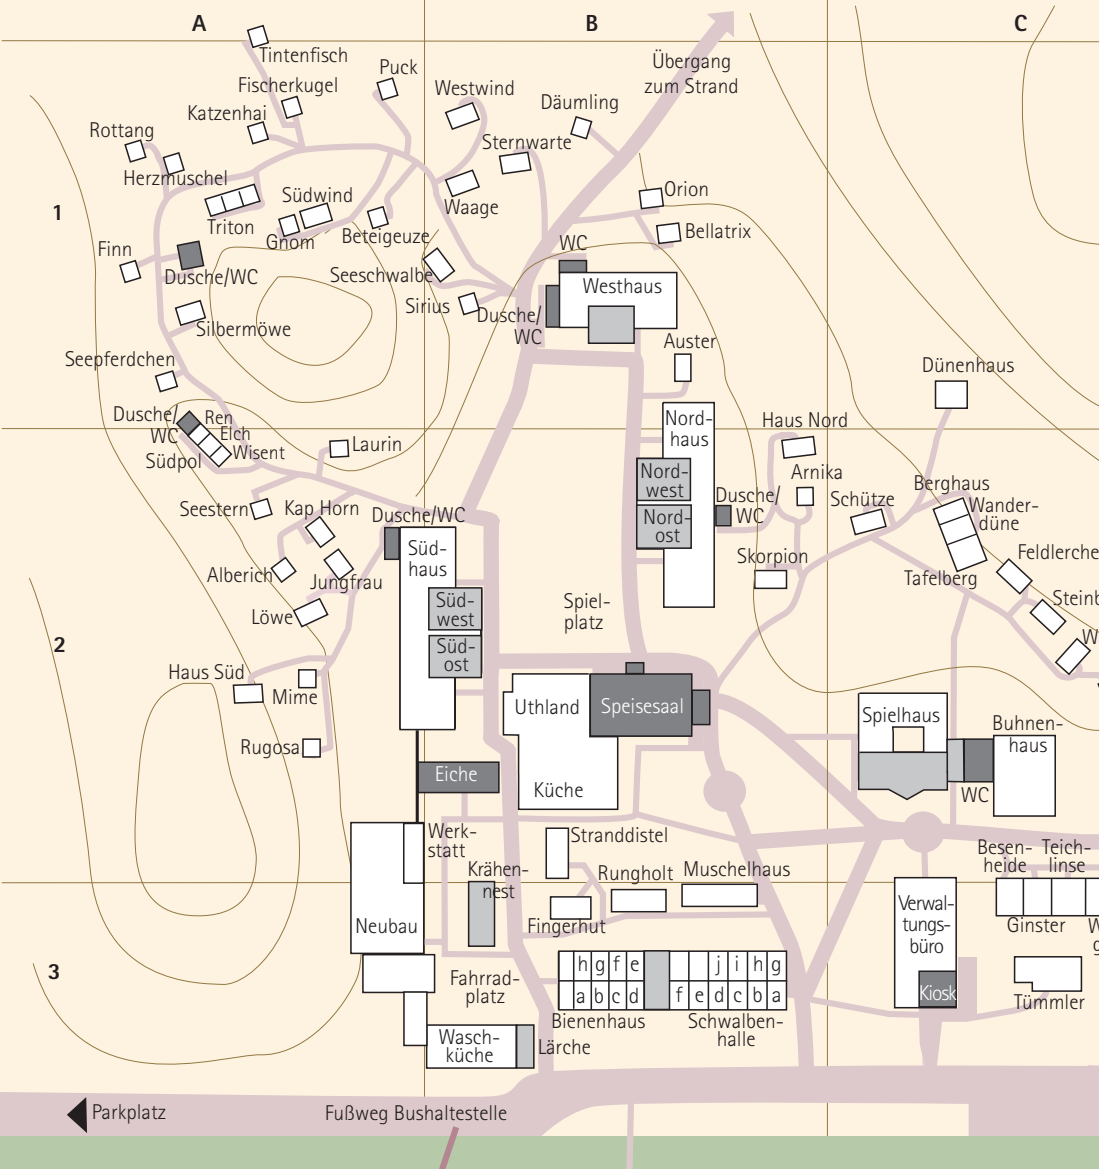 A
B
C
Tintenfisch
Übergang
zum Strand
Puck
Fischerkugel
Westwind
Däumling
Katzenhai
Rottang
Sternwarte
Herzmuschel
Südwind
Orion
1
Waage
Triton
Gnom
Beteigeuze
Bellatrix
Finn
WC
Dusche/WC
Seeschwalbe
Westhaus
Sirius
Dusche/
WC
Silbermöwe
Auster
Seepferdchen
Dünenhaus
Dusche/
WC
Ren
Elch
Wisent
Südpol
Laurin
Nord-
haus
Haus Nord
Nord-
west
Arnika
Berghaus
Seestern
Kap Horn
Dusche/WC
Dusche/
WC
Schütze
Wander-
düne
Nord-
ost
Süd-
haus
Skorpion
Feldlerche
Alberich
Jungfrau
Tafelberg
Löwe
Süd-
west
Spiel-
platz
Steinb
Süd-
ost
2
W
Haus Süd
Mime
Uthland
Speisesaal
Spielhaus
Buhnen-
haus
Rugosa
Eiche
Küche
WC
Werk-
statt
Stranddistel
Besen-
heide
Teich-
linse
Krähen-
nest
Rungholt
Muschelhaus
Verwal-
tungs-
büro
Neubau
Fingerhut
Ginster
W
g
3
Fahrrad-
platz
h g f e
j i h g
a b c d
f e d c b a
Kiosk
Tümmler
Bienenhaus
Schwalben-
halle
Wasch-
küche
Lärche
Parkplatz
Fußweg Bushaltestelle